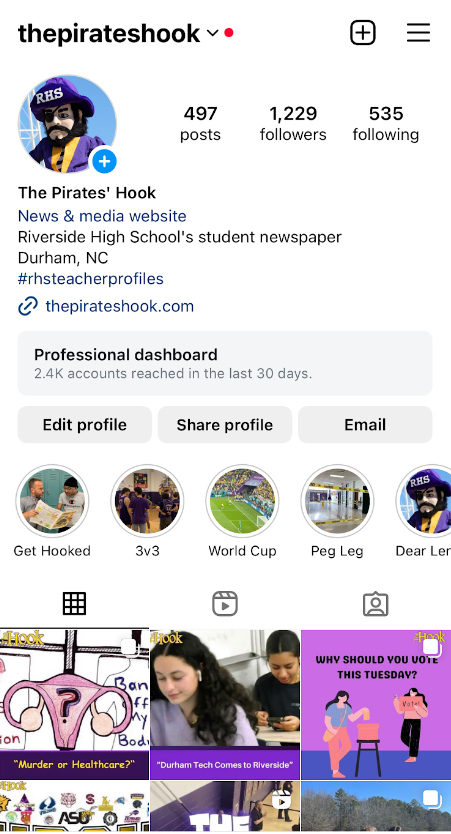 thepirateshook
RHS
497
posts
1,229
followers
535
following
The Pirates' Hook
News & media website
Riverside High School's student newspaper
Durham, NC
#rhsteacherprofiles
thepirateshook.com
Professional dashboard
2.4K accounts reached in the last 30 days.
Edit profile
Share profile
Email
Get Hooked
3v3
World Cup
Peg Leg
RHS
Dear Ler
Hook
?
Ban
Off
My
Bodi
ion
"Murder or Healthcare?"
Hook
"Durham Tech Comes to Riverside"
Hook
WHY SHOULD YOU VOTE
THIS TUESDAY?
Vote!
Hook
ASU
THE